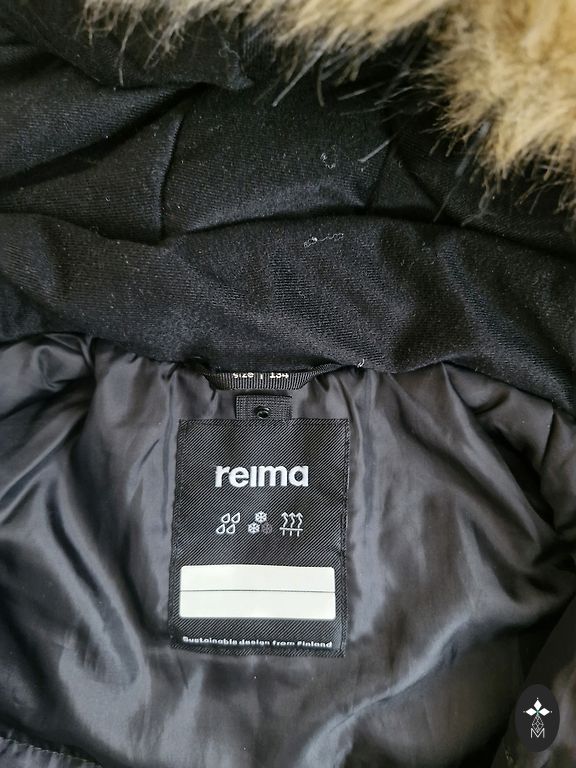 size | 134
reima
Sustainable design from Finland
M